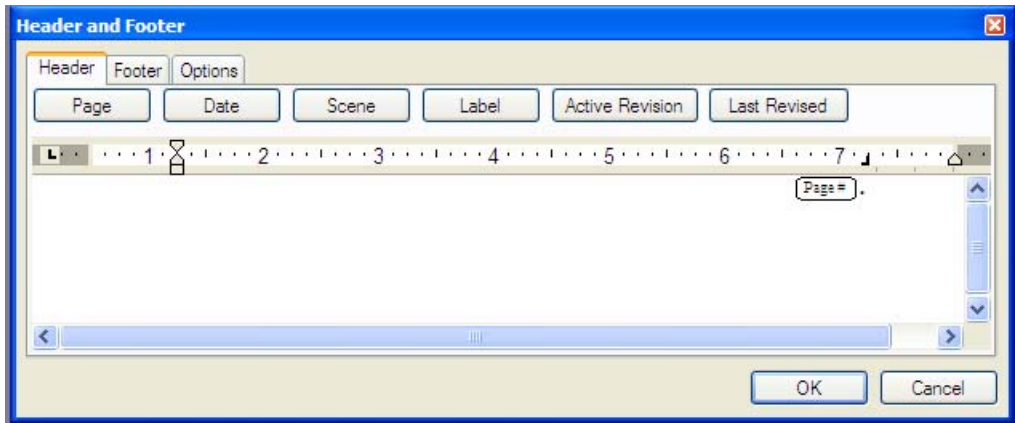 Header and Footer
Header Footer Options
Page Date Scene Label Active Revision Last Revised
1 2 3 4 5 6 7
Page # .
OK Cancel